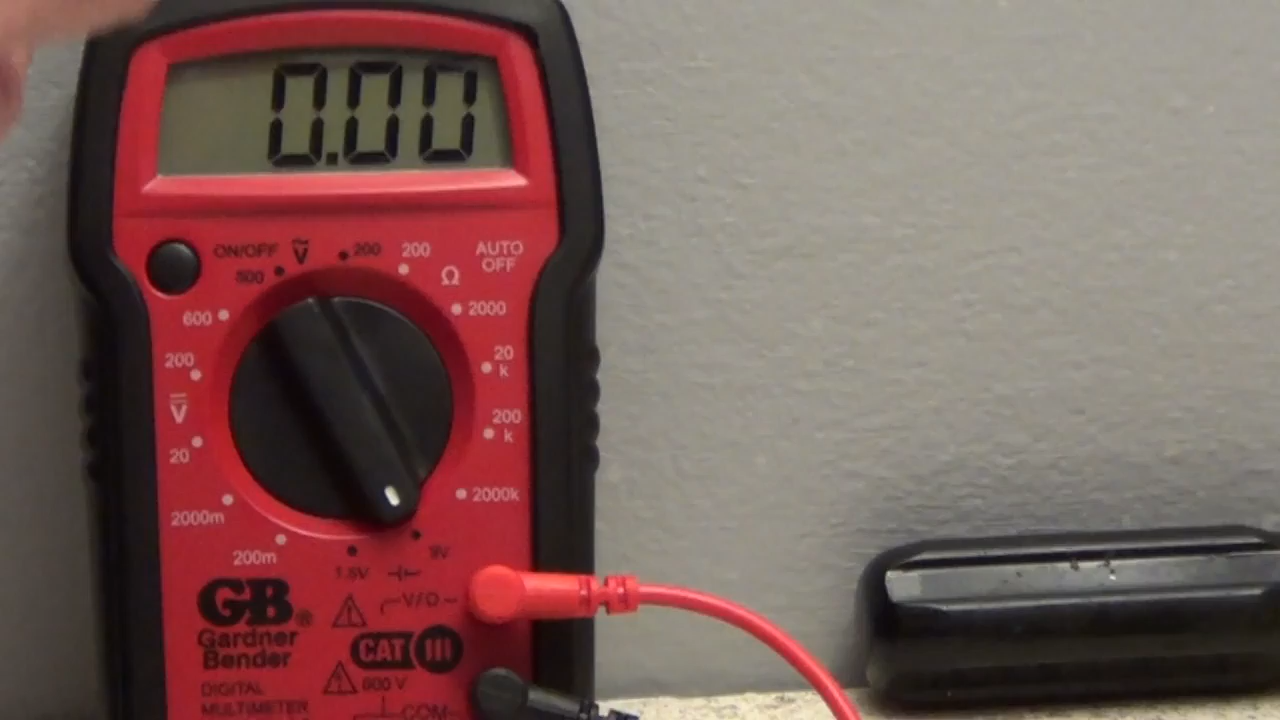 0.00
ON/OFF
Ṽ
200
200
AUTO
OFF
Ω
600
2000
200
20
k
V
200
k
20
2000k
2000m
200m
1.5V
9V
GB®
V/Ω
Gardner
Bender
CAT III
600 V
DIGITAL
MULTIMETER
COM